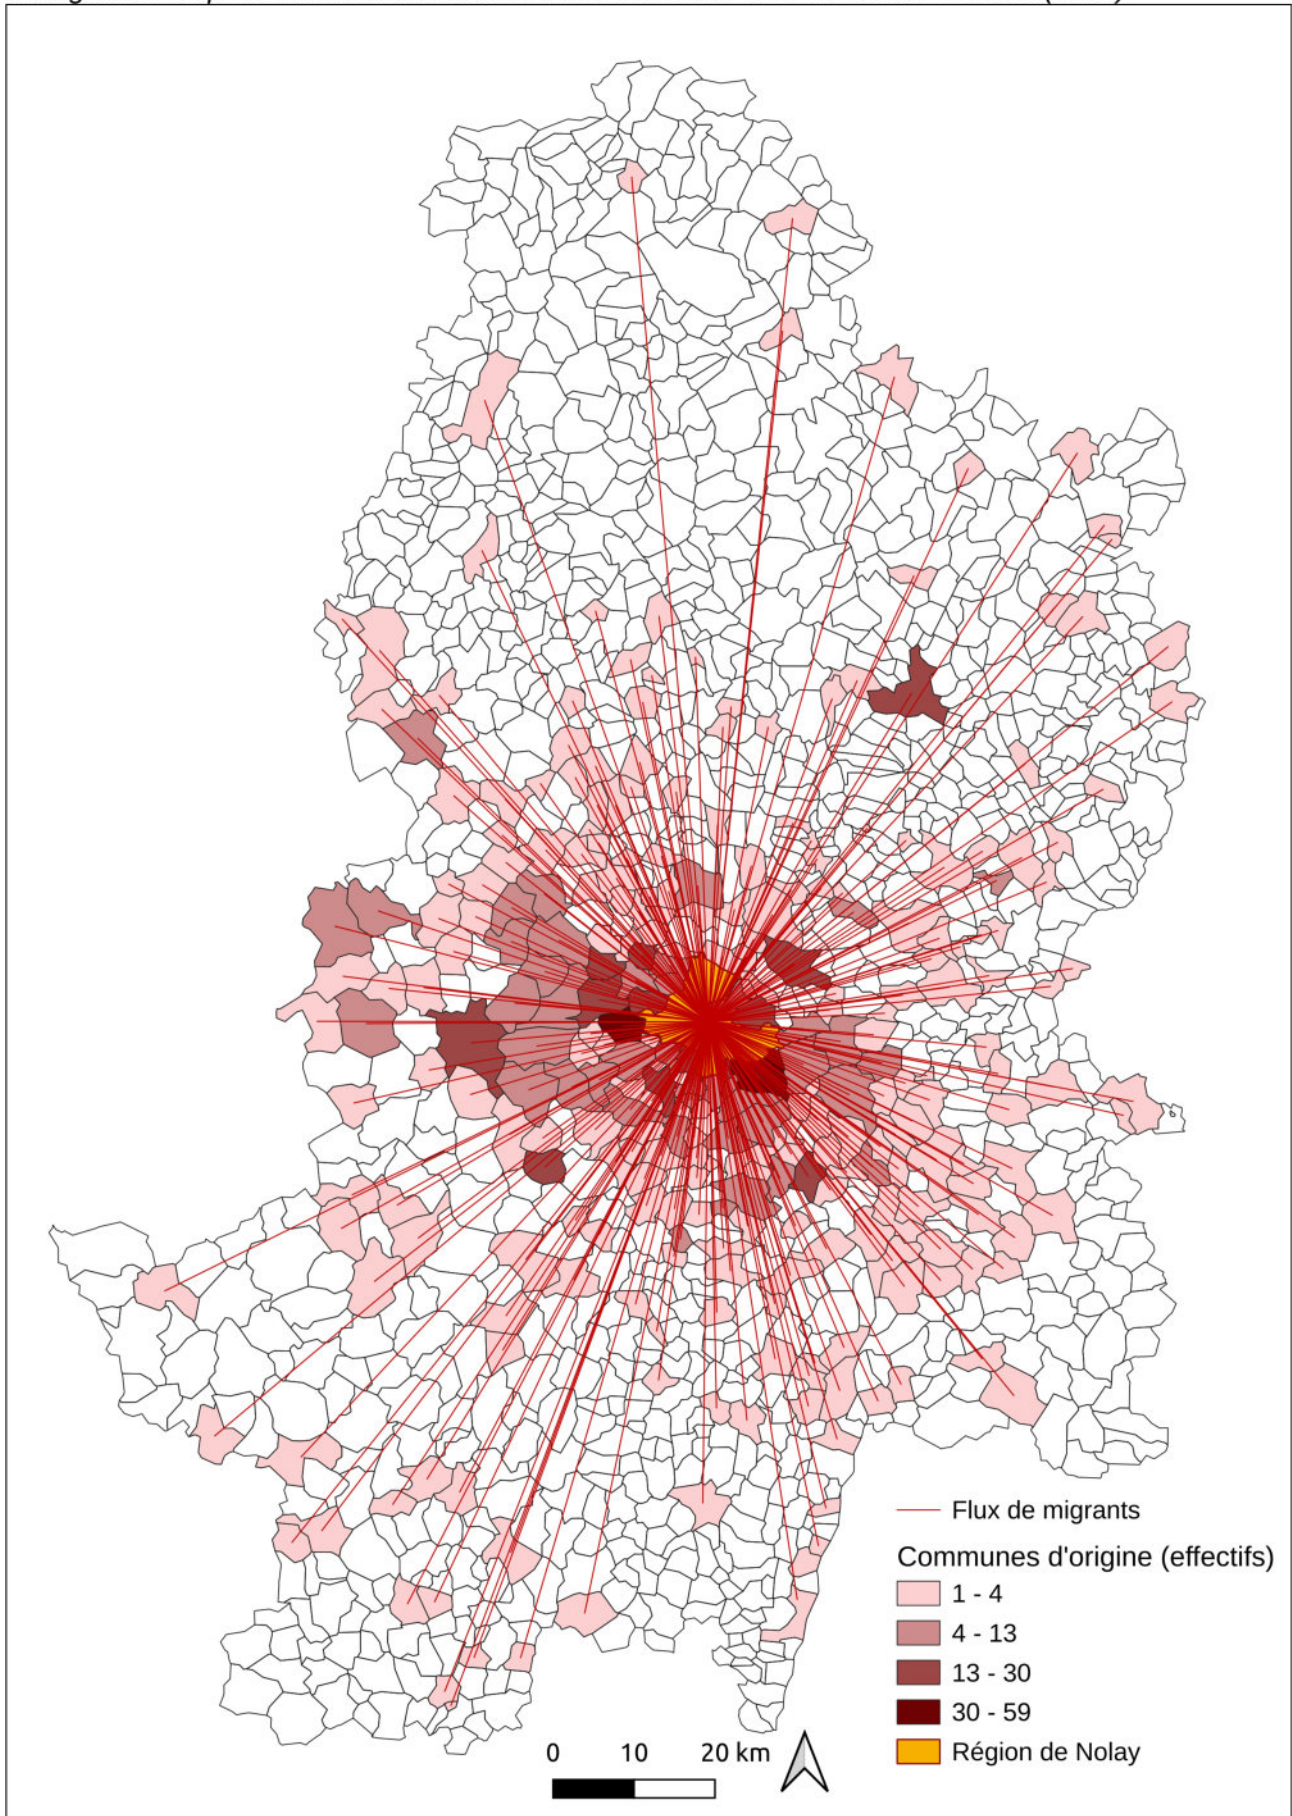 Flux de migrants
Communes d'origine (effectifs)
1 - 4
4 - 13
13 - 30
30 - 59
Région de Nolay
0 10 20 km